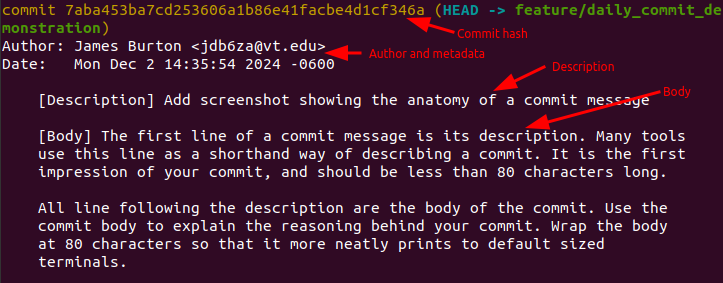 commit 7aba453ba7cd253606a1b86e41facbe4d1cf346a (HEAD -> feature/daily_commit_de
monstration)
Commit hash
Author: James Burton <jdb6za@vt.edu>
Author and metadata
Date:   Mon Dec 2 14:35:54 2024 -0600
Description
[Description] Add screenshot showing the anatomy of a commit message
Body
[Body] The first line of a commit message is its description. Many tools
use this line as a shorthand way of describing a commit. It is the first
impression of your commit, and should be less than 80 characters long.
All line following the description are the body of the commit. Use the
commit body to explain the reasoning behind your commit. Wrap the body
at 80 characters so that it more neatly prints to default sized
terminals.